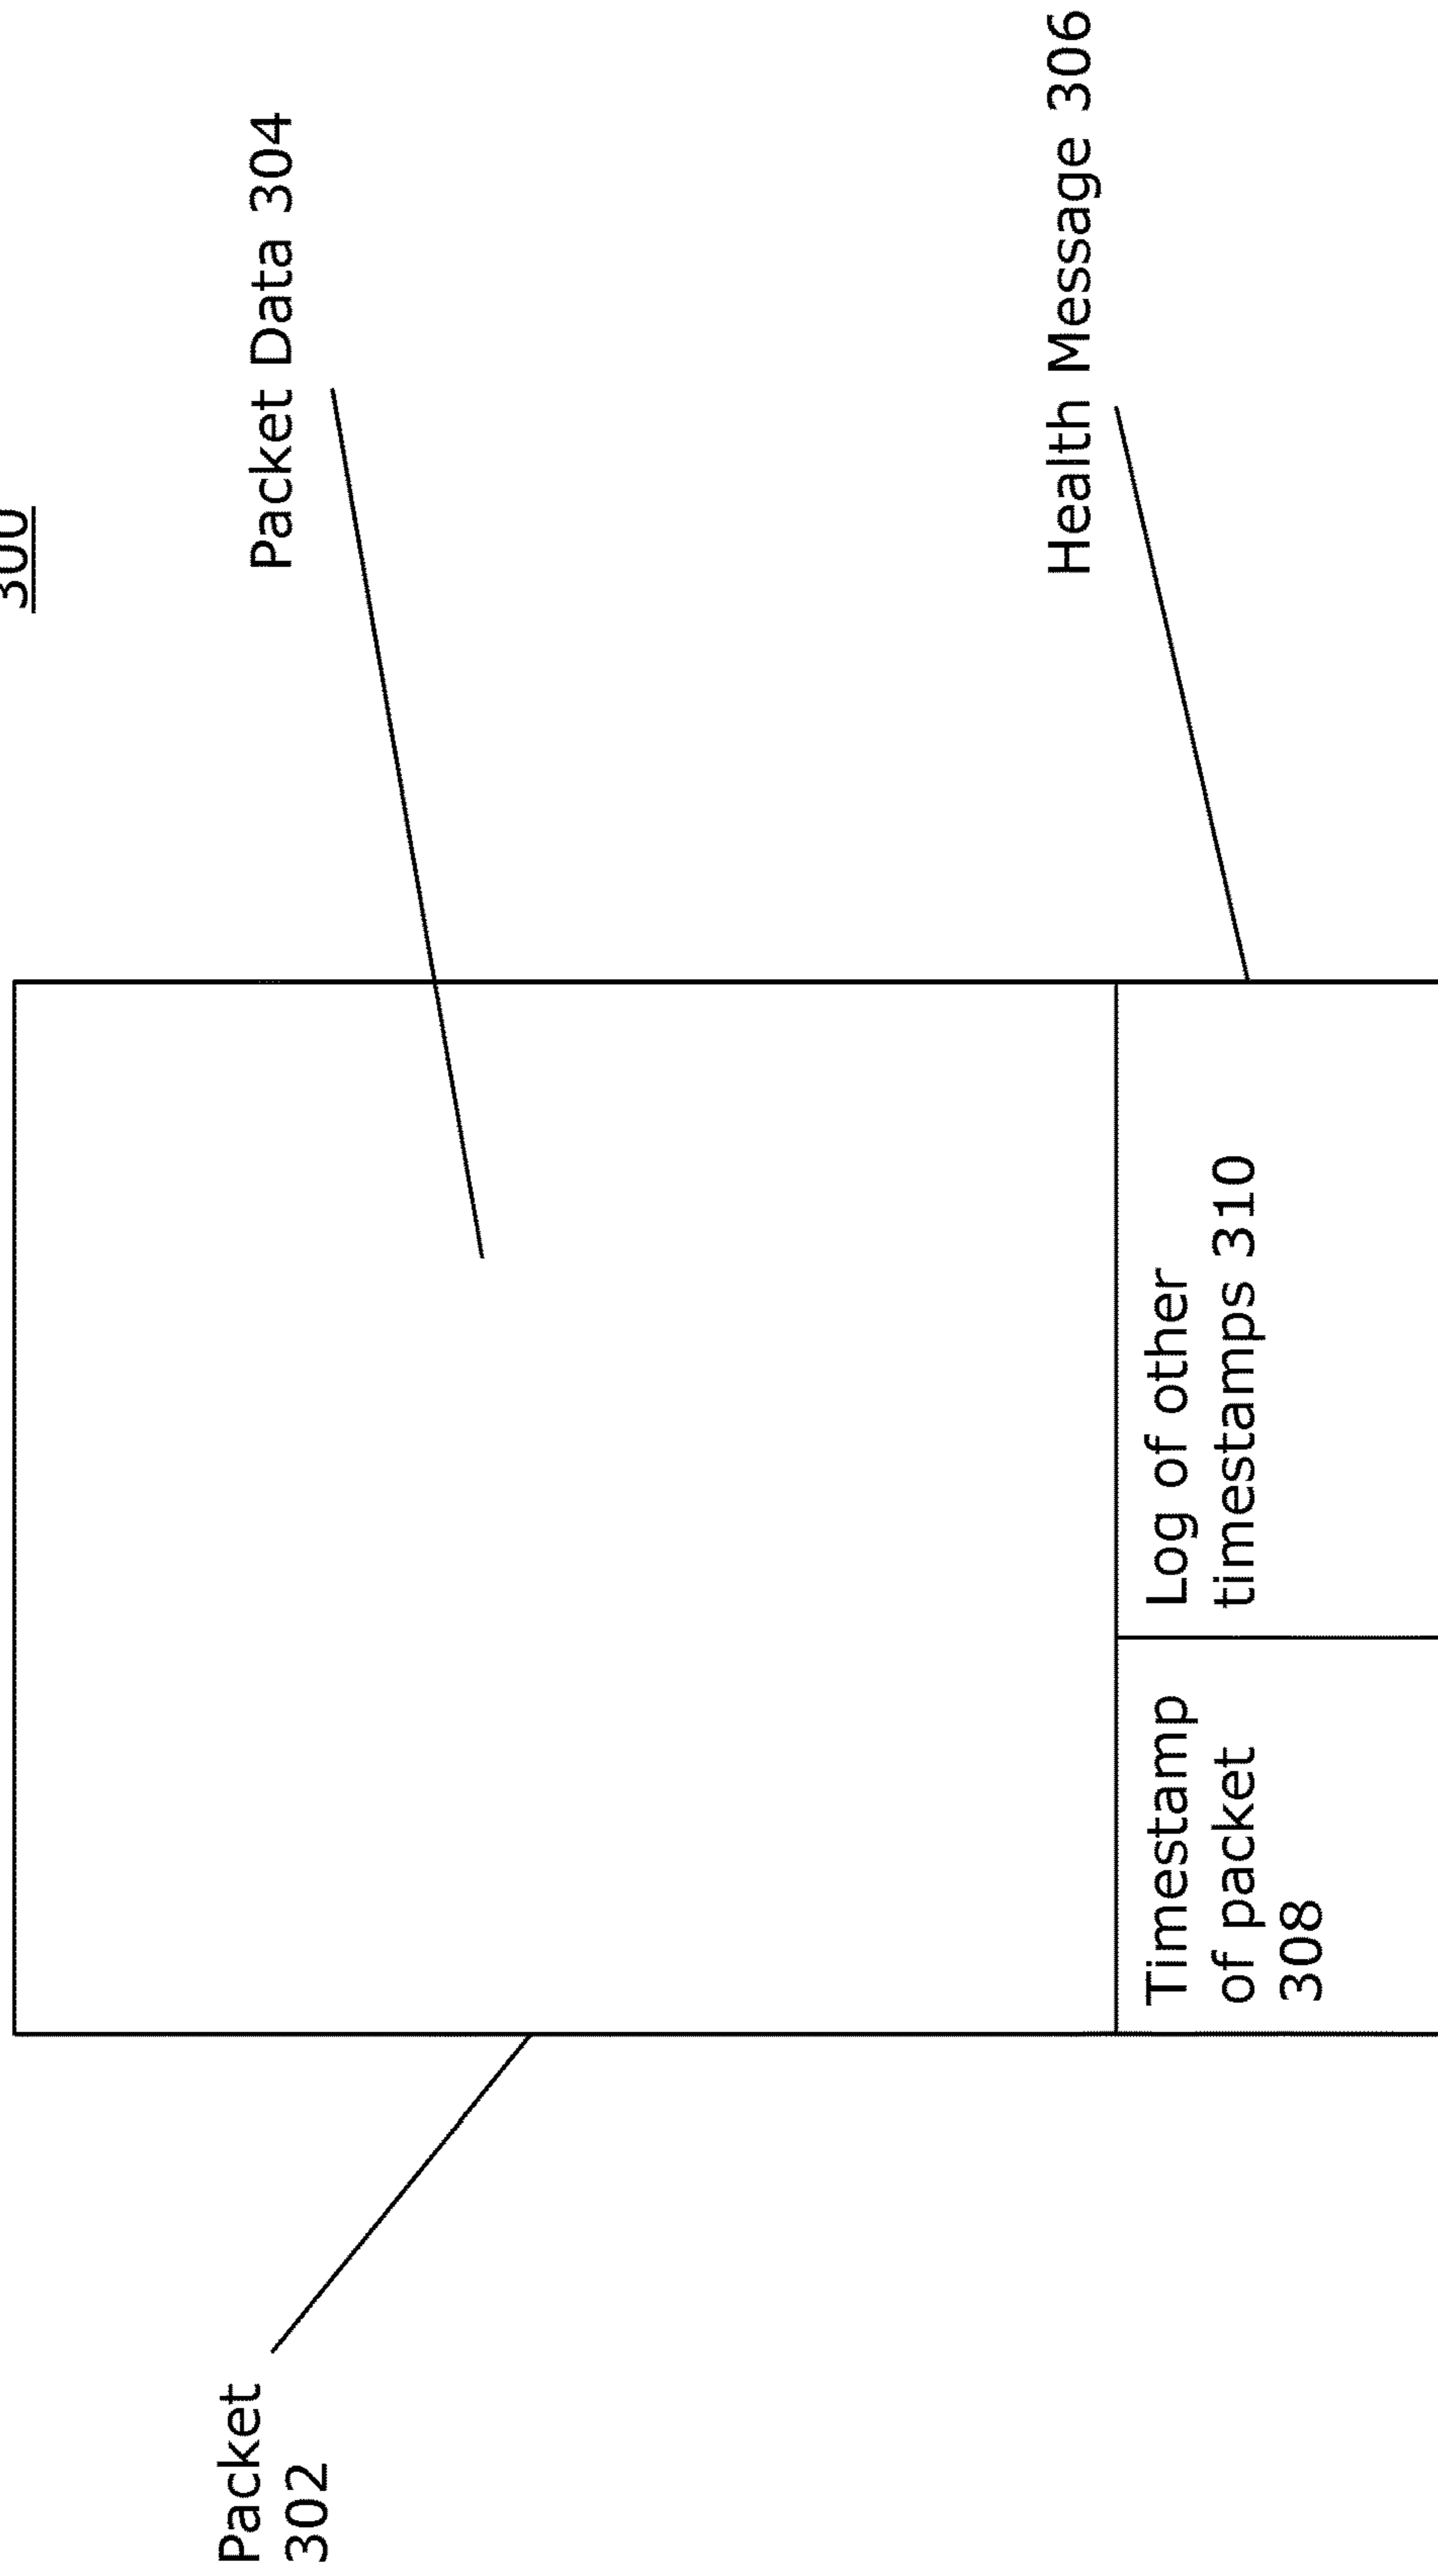 300
Packet Data 304
Packet
302
Health Message 306
Timestamp
of packet
308
Log of other
timestamps 310